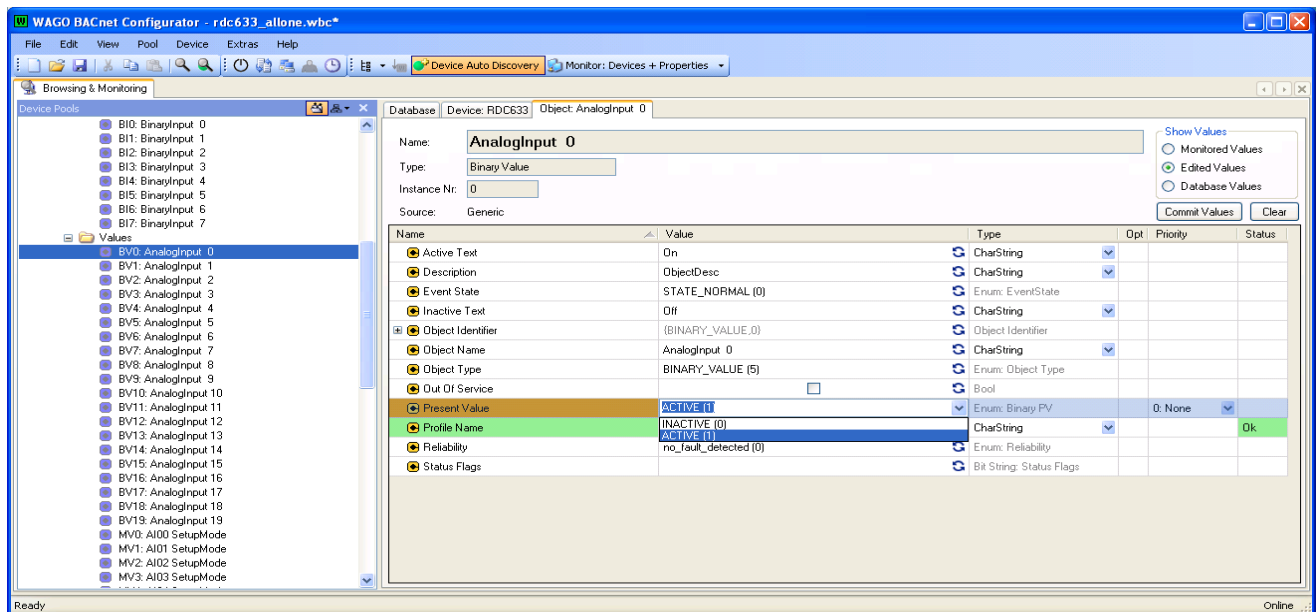 WAGO BACnet Configurator - rdc633_allone.wbc*
File Edit View Pool Device Extras Help
Device Auto Discovery Monitor: Devices + Properties
Browsing & Monitoring
Device Pools
BI0: BinaryInput 0
BI1: BinaryInput 1
BI2: BinaryInput 2
BI3: BinaryInput 3
BI4: BinaryInput 4
BI5: BinaryInput 5
BI6: BinaryInput 6
BI7: BinaryInput 7
Values
BV0: AnalogInput 0
BV1: AnalogInput 1
BV2: AnalogInput 2
BV3: AnalogInput 3
BV4: AnalogInput 4
BV5: AnalogInput 5
BV6: AnalogInput 6
BV7: AnalogInput 7
BV8: AnalogInput 8
BV9: AnalogInput 9
BV10: AnalogInput 10
BV11: AnalogInput 11
BV12: AnalogInput 12
BV13: AnalogInput 13
BV14: AnalogInput 14
BV15: AnalogInput 15
BV16: AnalogInput 16
BV17: AnalogInput 17
BV18: AnalogInput 18
BV19: AnalogInput 19
MV0: AI00 SetupMode
MV1: AI01 SetupMode
MV2: AI02 SetupMode
MV3: AI03 SetupMode
Database Device: RDC633 Object: AnalogInput 0
Name: AnalogInput 0
Type: Binary Value
Instance Nr: 0
Source: Generic
Show Values
Monitored Values
Edited Values
Database Values
Commit Values Clear
Name Value Type Opt Priority Status
Active Text On CharString
Description ObjectDesc CharString
Event State STATE_NORMAL (0) Enum: EventState
Inactive Text Off CharString
Object Identifier {BINARY_VALUE,0} Object Identifier
Object Name AnalogInput 0 CharString
Object Type BINARY_VALUE (5) Enum: Object Type
Out Of Service Bool
Present Value ACTIVE (1) Enum: Binary PV 0: None
Profile Name INACTIVE (0) CharString Ok
ACTIVE (1)
Reliability no_fault_detected (0) Enum: Reliability
Status Flags Bit String: Status Flags
Ready Online